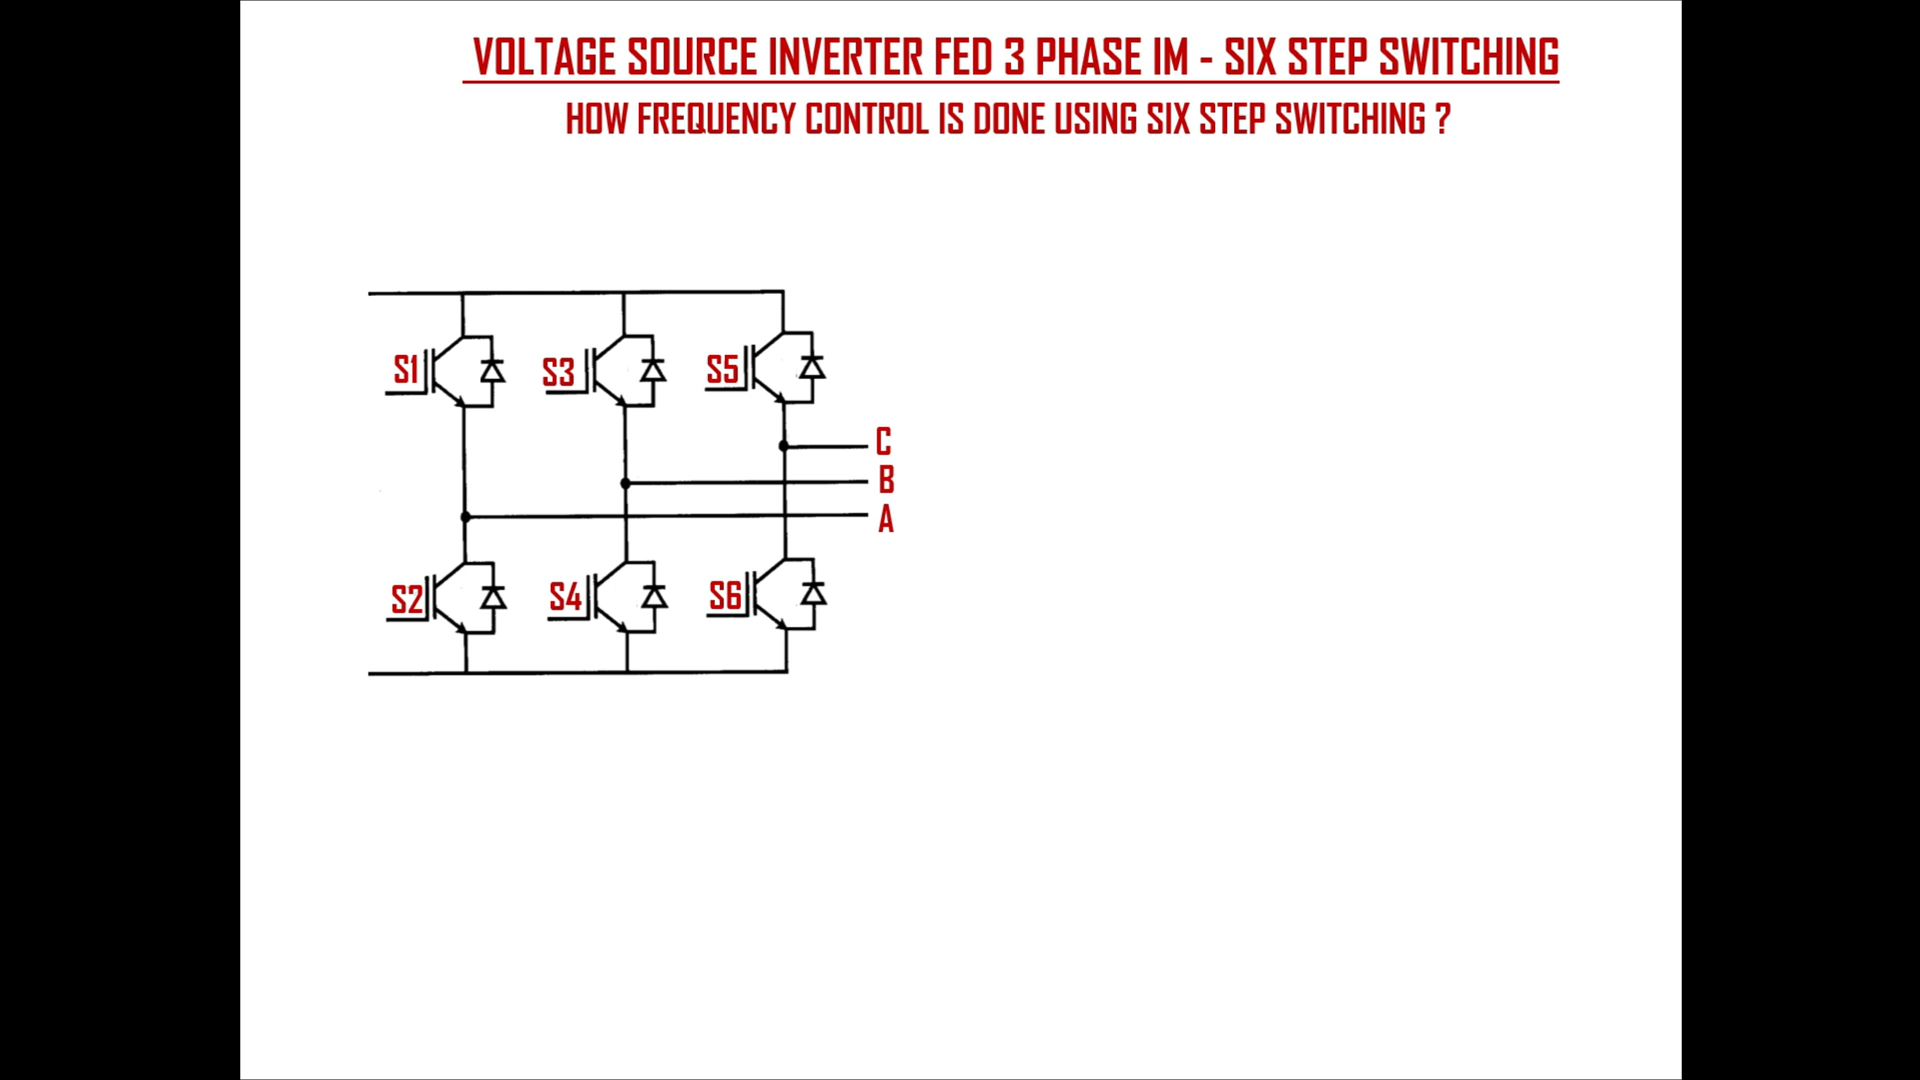 VOLTAGE SOURCE INVERTER FED 3 PHASE IM - SIX STEP SWITCHING
HOW FREQUENCY CONTROL IS DONE USING SIX STEP SWITCHING ?
S1
S3
S5
C
B
A
S2
S4
S6